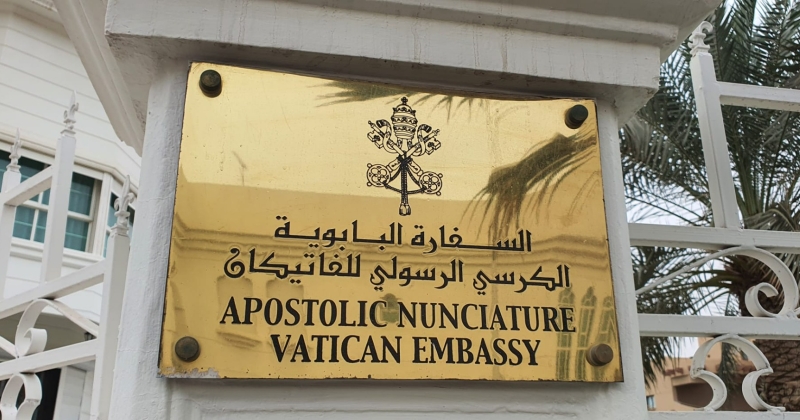 السفارة البابوية
الكرسي الرسولي للفاتيكان
APOSTOLIC NUNCIATURE
VATICAN EMBASSY